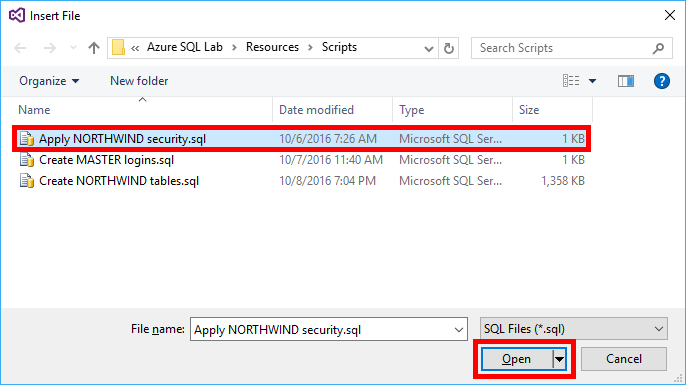 Insert File
« Azure SQL Lab > Resources > Scripts
Search Scripts
Organize New folder
?
Name Date modified Type Size
Apply NORTHWIND security.sql 10/6/2016 7:26 AM Microsoft SQL Ser... 1 KB
Create MASTER logins.sql 10/7/2016 11:40 AM Microsoft SQL Ser... 1 KB
Create NORTHWIND tables.sql 10/8/2016 7:04 PM Microsoft SQL Ser... 1,358 KB
File name: Apply NORTHWIND security.sql SQL Files (*.sql)
Open Cancel